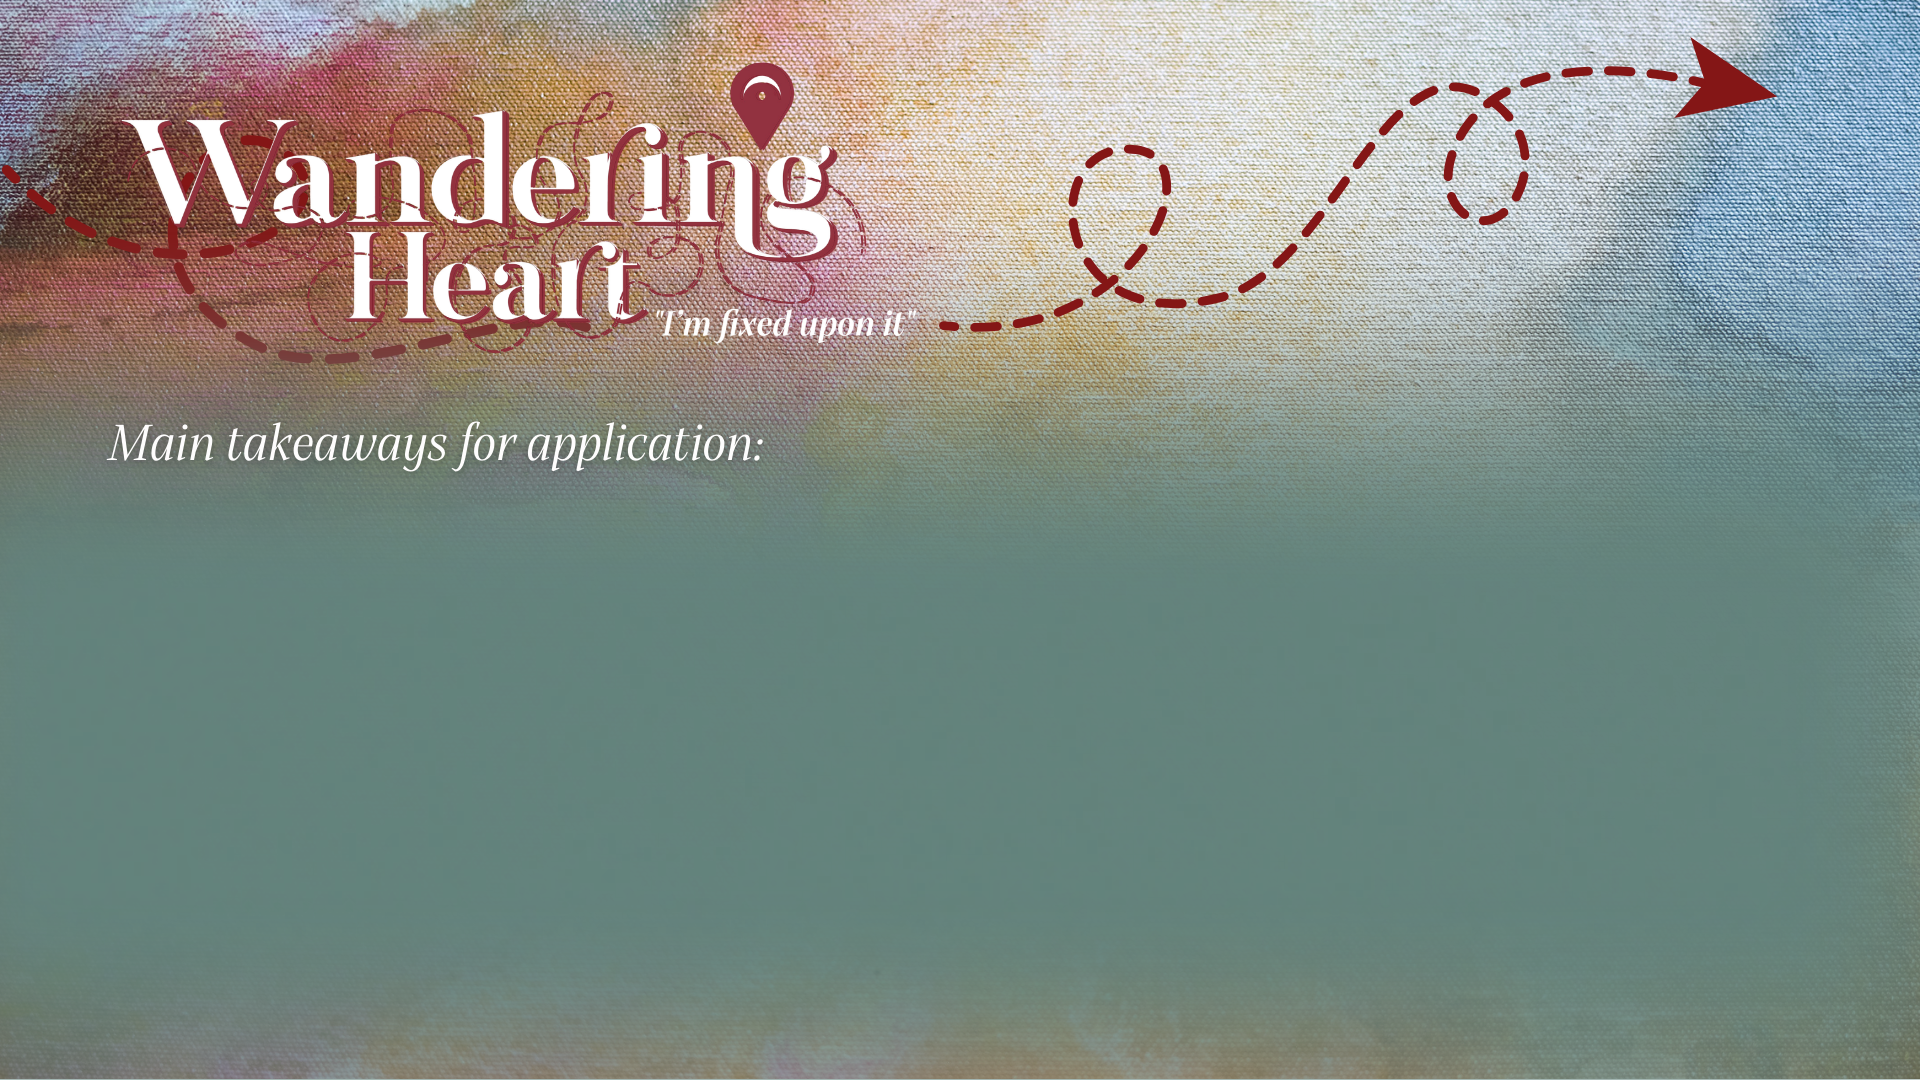 Wandering
Heart
"I'm fixed upon it"
Main takeaways for application: